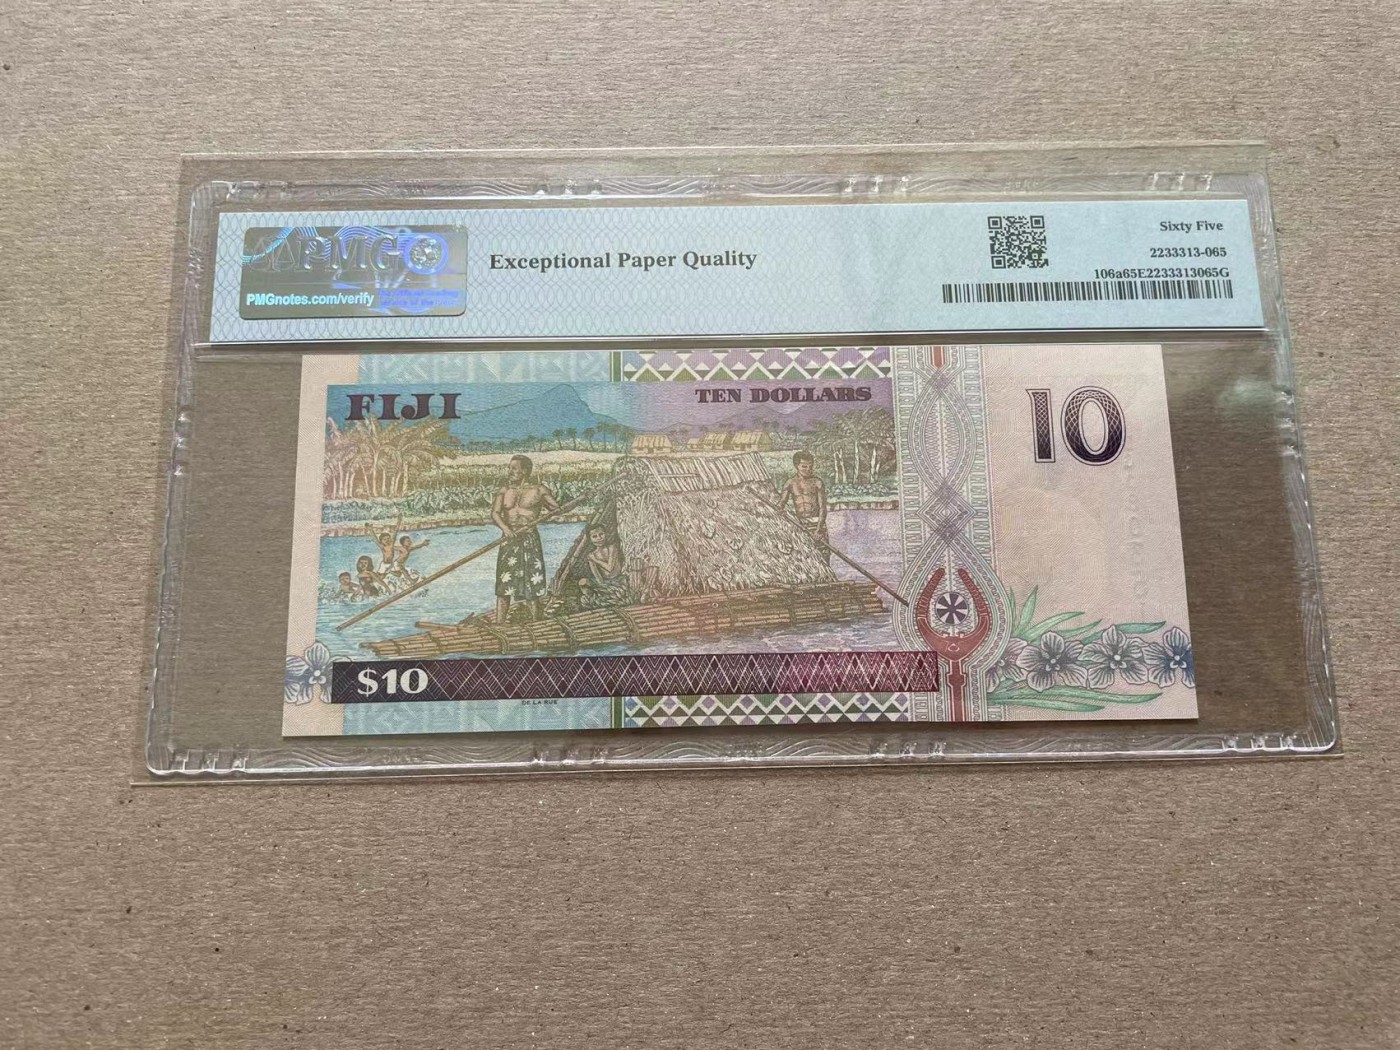 PMG
PMGnotes.com/verify
Exceptional Paper Quality
Sixty Five
2233313-065
106a65E2233313065G
FIJI
TEN DOLLARS
10
$10
DE LA RUE